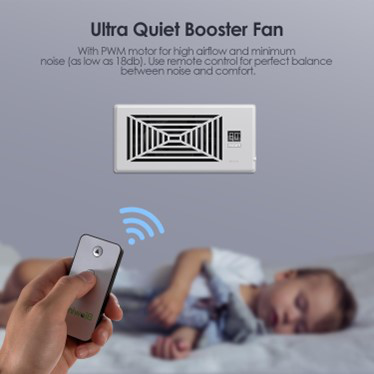 Ultra Quiet Booster Fan
With PWM motor for high airflow and minimum
noise (as low as 18db). Use remote control for perfect balance
between noise and comfort.